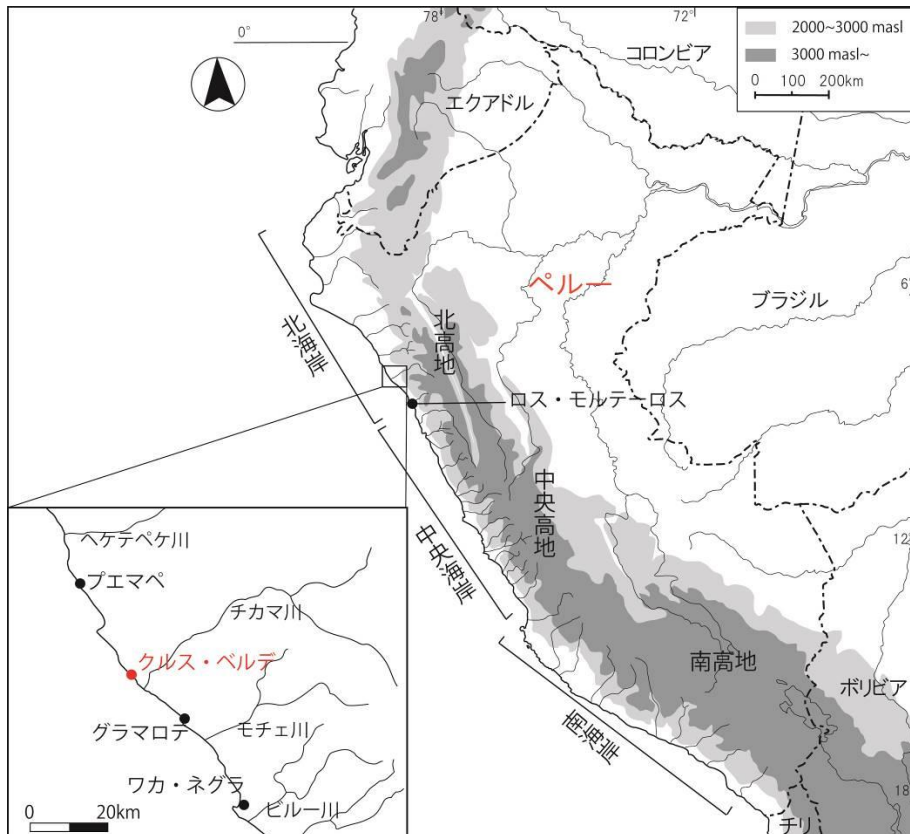 78
72
2000~3000 masl
3000 masl~
0 100 200km
0°
コロンビア
エクアドル
ペルー
6
ブラジル
北海岸
北高地
ロス・モルテーロス
中央高地
中央海岸
12
南高地
ボリビア
南海岸
18
チリ
ヘケテペケ川
プエマペ
チカマ川
クルス・ベルデ
グラマロテ
モチェ川
ワカ・ネグラ
ビルー川
0 20km